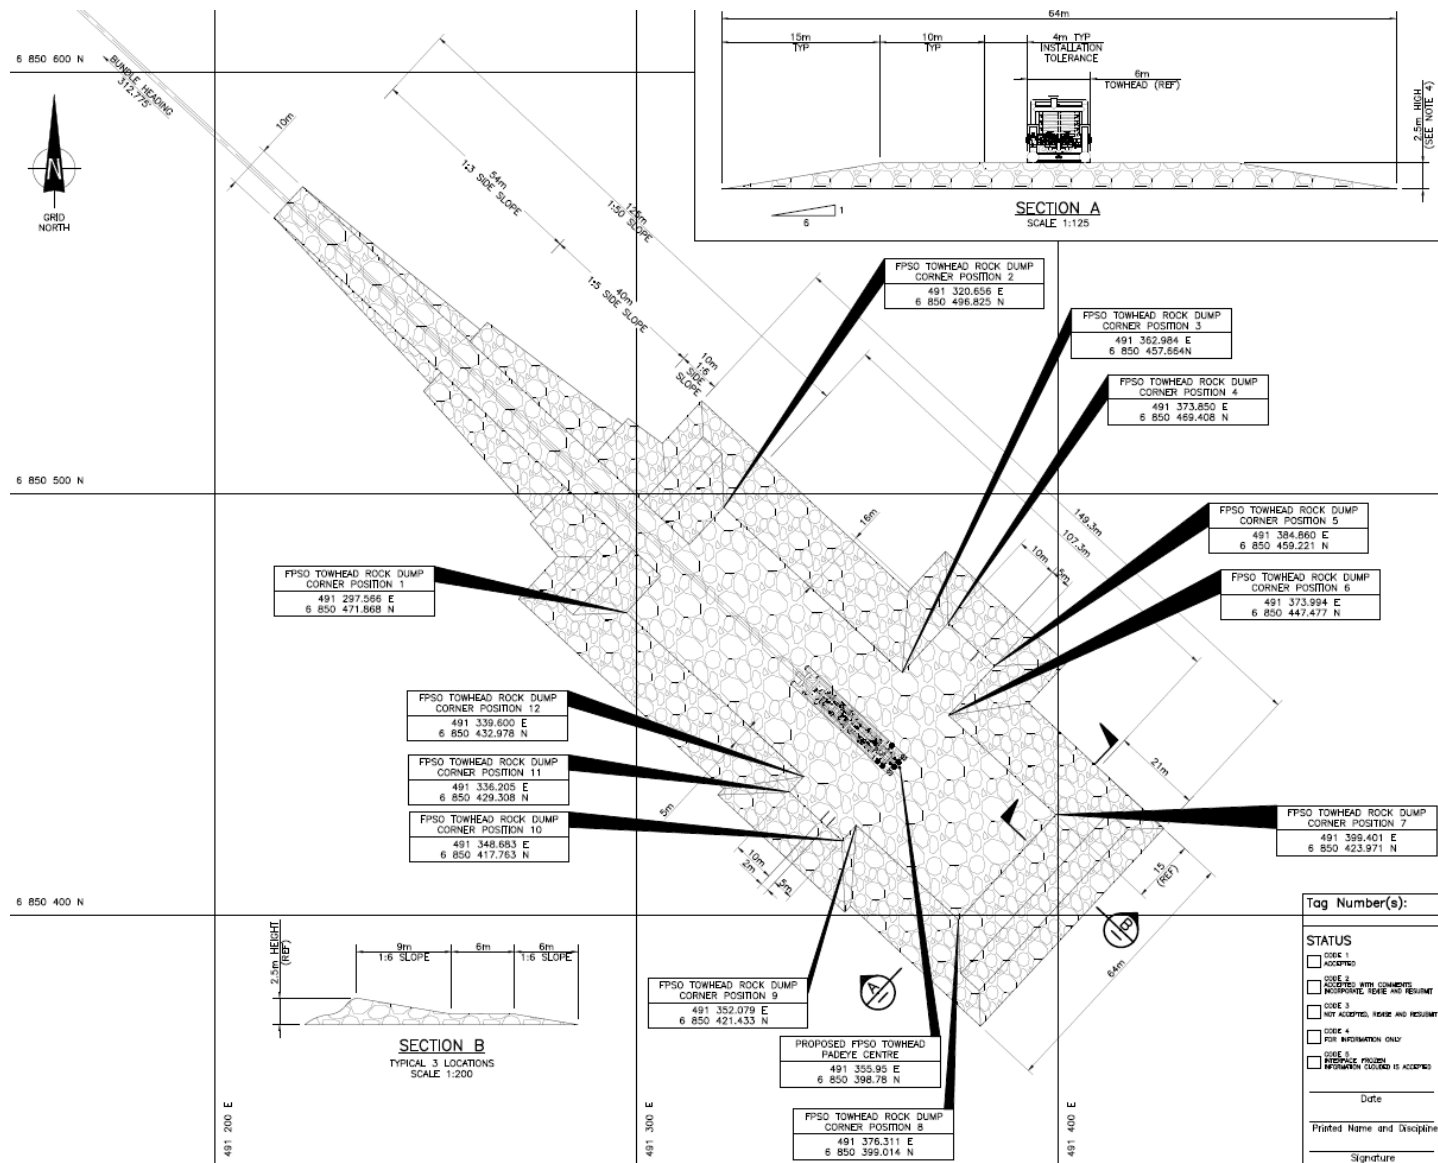 64m
15m
TYP
10m
TYP
4m TYP
INSTALLATION
TOLERANCE
6m
TOWHEAD (REF)
2.5m HIGH
(SEE NOTE 4)
1
6
SECTION A
SCALE 1:125
6 850 600 N
BUNDLE HEADING
312.775°
N
GRID
NORTH
10m
54m
1:3 SIDE SLOPE
125m
1:50 SLOPE
40m
1:5 SIDE SLOPE
10m
1:6
SIDE
SLOPE
FPSO TOWHEAD ROCK DUMP
CORNER POSITION 2
491 320.656 E
6 850 496.825 N
FPSO TOWHEAD ROCK DUMP
CORNER POSITION 3
491 362.984 E
6 850 457.664N
FPSO TOWHEAD ROCK DUMP
CORNER POSITION 4
491 373.850 E
6 850 469.408 N
6 850 500 N
16m
149.3m
107.3m
10m
5m
FPSO TOWHEAD ROCK DUMP
CORNER POSITION 5
491 384.860 E
6 850 459.221 N
FPSO TOWHEAD ROCK DUMP
CORNER POSITION 1
491 297.566 E
6 850 471.868 N
FPSO TOWHEAD ROCK DUMP
CORNER POSITION 6
491 373.994 E
6 850 447.477 N
FPSO TOWHEAD ROCK DUMP
CORNER POSITION 12
491 339.600 E
6 850 432.978 N
FPSO TOWHEAD ROCK DUMP
CORNER POSITION 11
491 336.205 E
6 850 429.308 N
FPSO TOWHEAD ROCK DUMP
CORNER POSITION 10
491 348.683 E
6 850 417.763 N
5m
10m
2m
5m
21m
FPSO TOWHEAD ROCK DUMP
CORNER POSITION 7
491 399.401 E
6 850 423.971 N
15
(REF)
64m
B
A
6 850 400 N
2.5m HEIGHT
(REF)
9m
1:6 SLOPE
6m
6m
1:6 SLOPE
SECTION B
TYPICAL 3 LOCATIONS
SCALE 1:200
FPSO TOWHEAD ROCK DUMP
CORNER POSITION 9
491 352.079 E
6 850 421.433 N
PROPOSED FPSO TOWHEAD
PADEYE CENTRE
491 355.95 E
6 850 398.78 N
FPSO TOWHEAD ROCK DUMP
CORNER POSITION 8
491 376.311 E
6 850 399.014 N
491 200 E
491 300 E
491 400 E
Tag Number(s):
STATUS
CODE 1
ACCEPTED
CODE 2
ACCEPTED WITH COMMENTS
INCORPORATE, REVISE AND RESUBMIT
CODE 3
NOT ACCEPTED, REVISE AND RESUBMIT
CODE 4
FOR INFORMATION ONLY
CODE 5
INTERFACE FROZEN
INFORMATION CLOUDED IS ACCEPTED
Date
Printed Name and Discipline
Signature